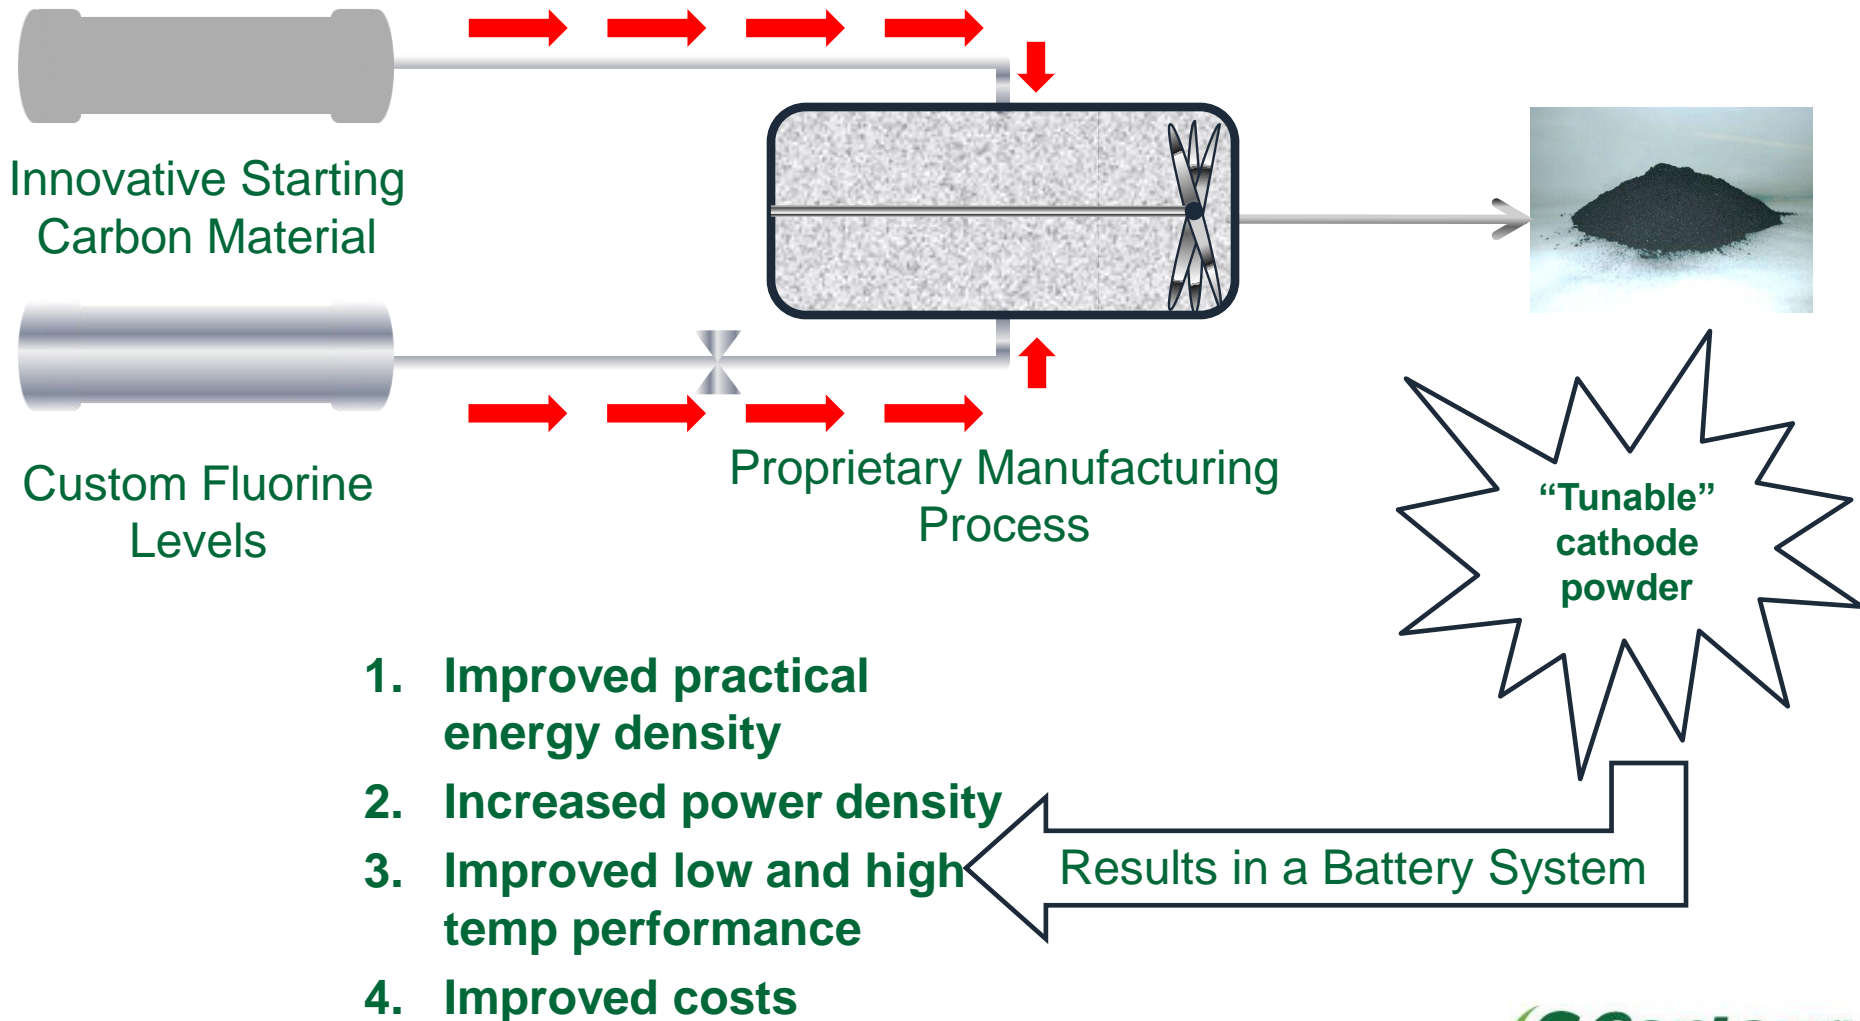 Innovative Starting
Carbon Material
Custom Fluorine
Levels
Proprietary Manufacturing
Process
“Tunable”
cathode
powder
1. Improved practical
energy density
2. Increased power density
3. Improved low and high
temp performance
4. Improved costs
Results in a Battery System